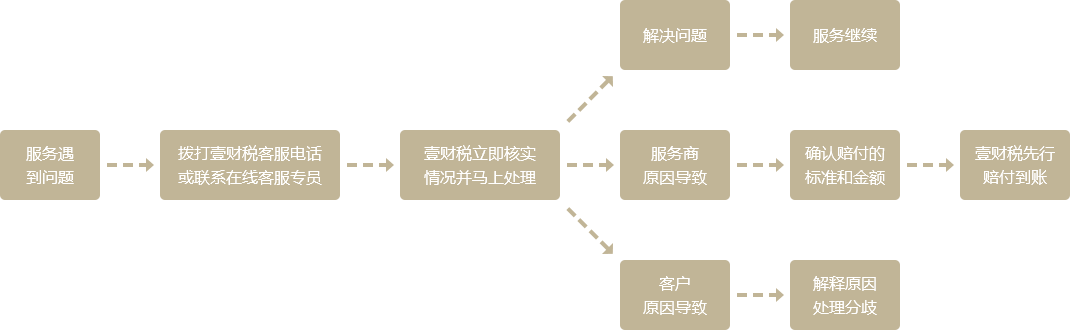 解决问题
服务继续
服务遇
到问题
拨打壹财税客服电话
或联系在线客服专员
壹财税立即核实
情况并马上处理
服务商
原因导致
确认赔付的
标准和金额
壹财税先行
赔付到账
客户
原因导致
解释原因
处理分歧